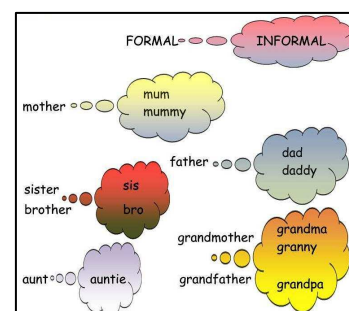 FORMAL INFORMAL
mother mum
mummy
father dad
daddy
sister sis
brother bro
grandmother grandma
granny
grandfather grandpa
aunt auntie